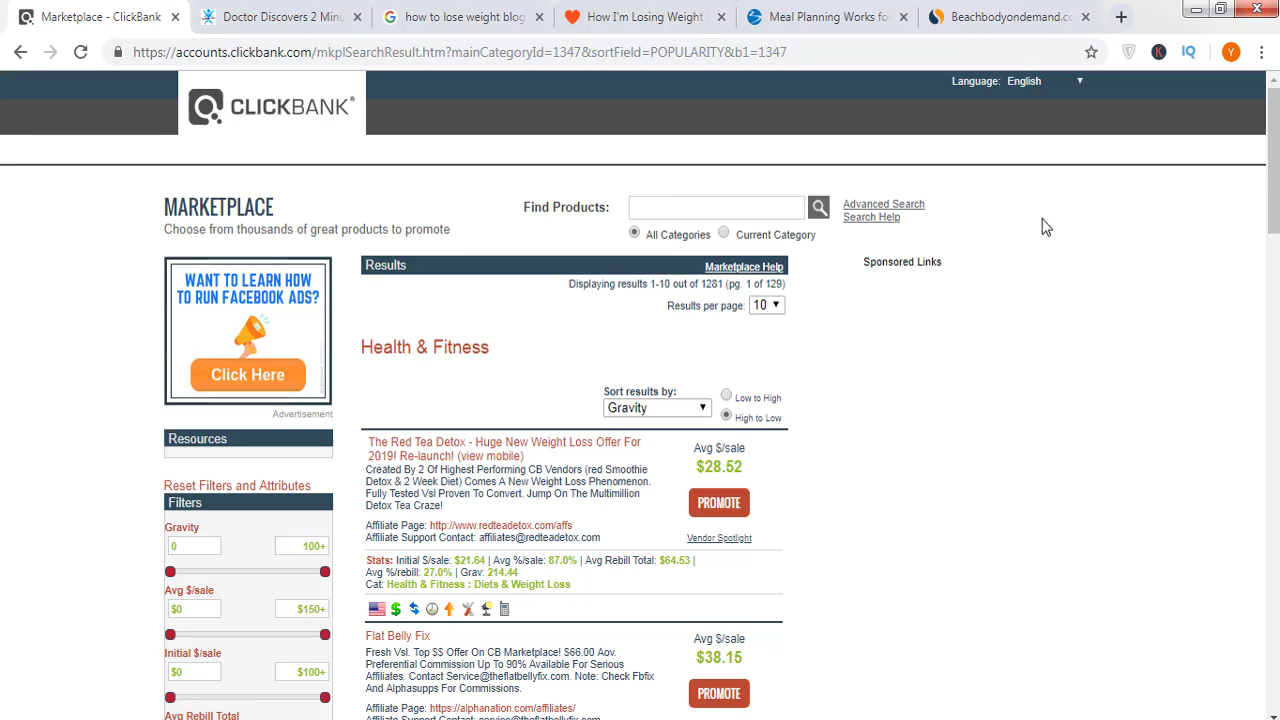 Marketplace - ClickBank
Doctor Discovers 2 Minu
how to lose weight blog
How I'm Losing Weight
Meal Planning Works for
Beachbodyondemand.co
https://accounts.clickbank.com/mkplSearchResult.htm?mainCategoryId=1347&sortField=POPULARITY&b1=1347
K
IQ
Y
Language: English
CLICKBANK®
MARKETPLACE
Choose from thousands of great products to promote
Find Products:
Advanced Search
Search Help
All Categories Current Category
WANT TO LEARN HOW
TO RUN FACEBOOK ADS?
Click Here
Advertisement
Results Marketplace Help
Displaying results 1-10 out of 1281 (pg. 1 of 129)
Results per page: 10
Sponsored Links
Health & Fitness
Sort results by:
Gravity
Low to High
High to Low
Resources
Reset Filters and Attributes
Filters
Gravity
0 100+
Avg $/sale
$0 $150+
Initial $/sale
$0 $100+
Avg Rebill Total
The Red Tea Detox - Huge New Weight Loss Offer For
2019! Re-launch! (view mobile)
Created By 2 Of Highest Performing CB Vendors (red Smoothie
Detox & 2 Week Diet) Comes A New Weight Loss Phenomenon.
Fully Tested Vsl Proven To Convert. Jump On The Multimillion
Detox Tea Craze!
Affiliate Page: http://www.redteadetox.com/affs
Affiliate Support Contact: affiliates@redteadetox.com
Avg $/sale
$28.52
PROMOTE
Vendor Spotlight
Stats: Initial $/sale: $21.64 | Avg %/sale: 87.0% | Avg Rebill Total: $64.53 |
Avg %/rebill: 27.0% | Grav: 214.44
Cat: Health & Fitness : Diets & Weight Loss
Flat Belly Fix
Fresh Vsl. Top $$ Offer On CB Marketplace! $66.00 Aov.
Preferential Commission Up To 90% Available For Serious
Affiliates. Contact Service@theflatbellyfix.com. Note: Check Fbfix
And Alphasupps For Commissions.
Affiliate Page: https://alphanation.com/affiliates/
Affiliate Support Contact: service@theflatbellyfix.com
Avg $/sale
$38.15
PROMOTE